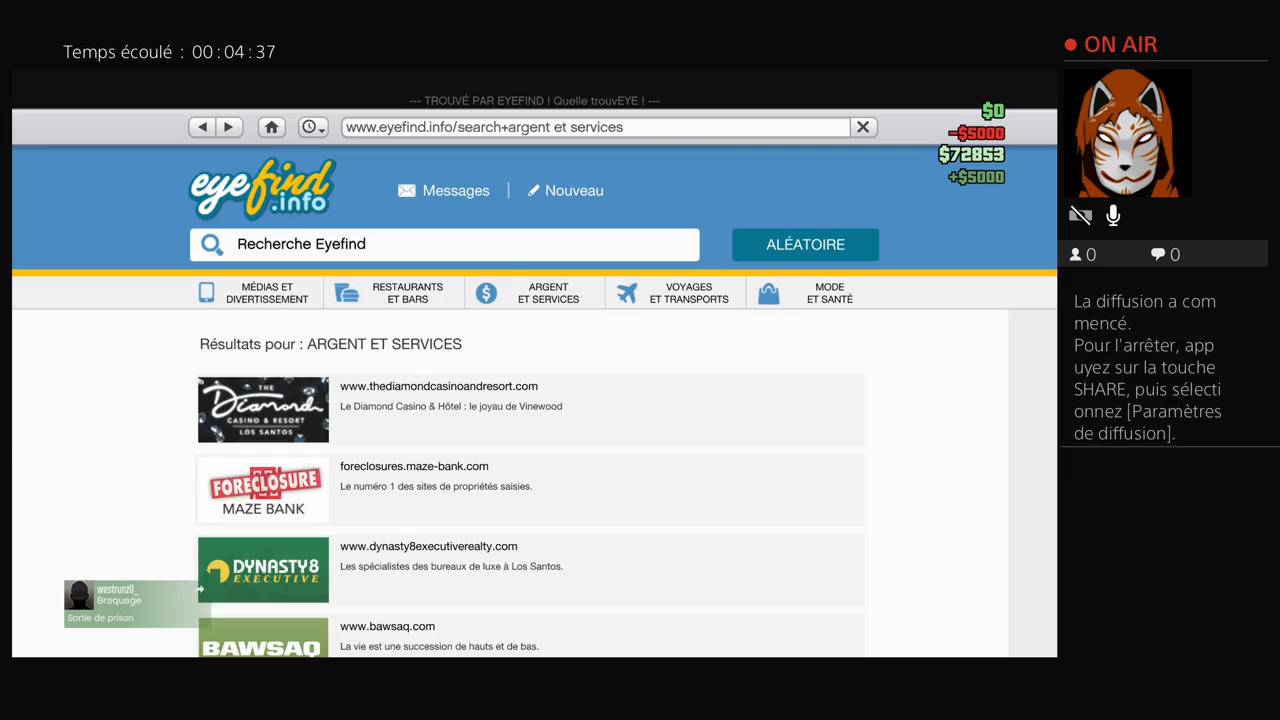 Temps écoulé : 00:04:37
ON AIR
--- TROUVÉ PAR EYEFIND ! Quelle trouvEYE ! ---
www.eyefind.info/search+argent et services
$0
-$5000
$72853
+$5000
eyefind
.info
Messages
Nouveau
Recherche Eyefind
ALÉATOIRE
MÉDIAS ET
DIVERTISSEMENT
RESTAURANTS
ET BARS
ARGENT
ET SERVICES
VOYAGES
ET TRANSPORTS
MODE
ET SANTÉ
Résultats pour : ARGENT ET SERVICES
THE
Diamond
CASINO & RESORT
LOS SANTOS
www.thediamondcasinoandresort.com
Le Diamond Casino & Hôtel : le joyau de Vinewood
FORECLOSURE
MAZE BANK
foreclosures.maze-bank.com
Le numéro 1 des sites de propriétés saisies.
DYNASTY8
EXECUTIVE
www.dynasty8executiverealty.com
Les spécialistes des bureaux de luxe à Los Santos.
BAWSAQ
www.bawsaq.com
La vie est une succession de hauts et de bas.
westrunz0_
Braquage
Sortie de prison
0
0
La diffusion a com
mencé.
Pour l'arrêter, app
uyez sur la touche
SHARE, puis sélecti
onnez [Paramètres
de diffusion].